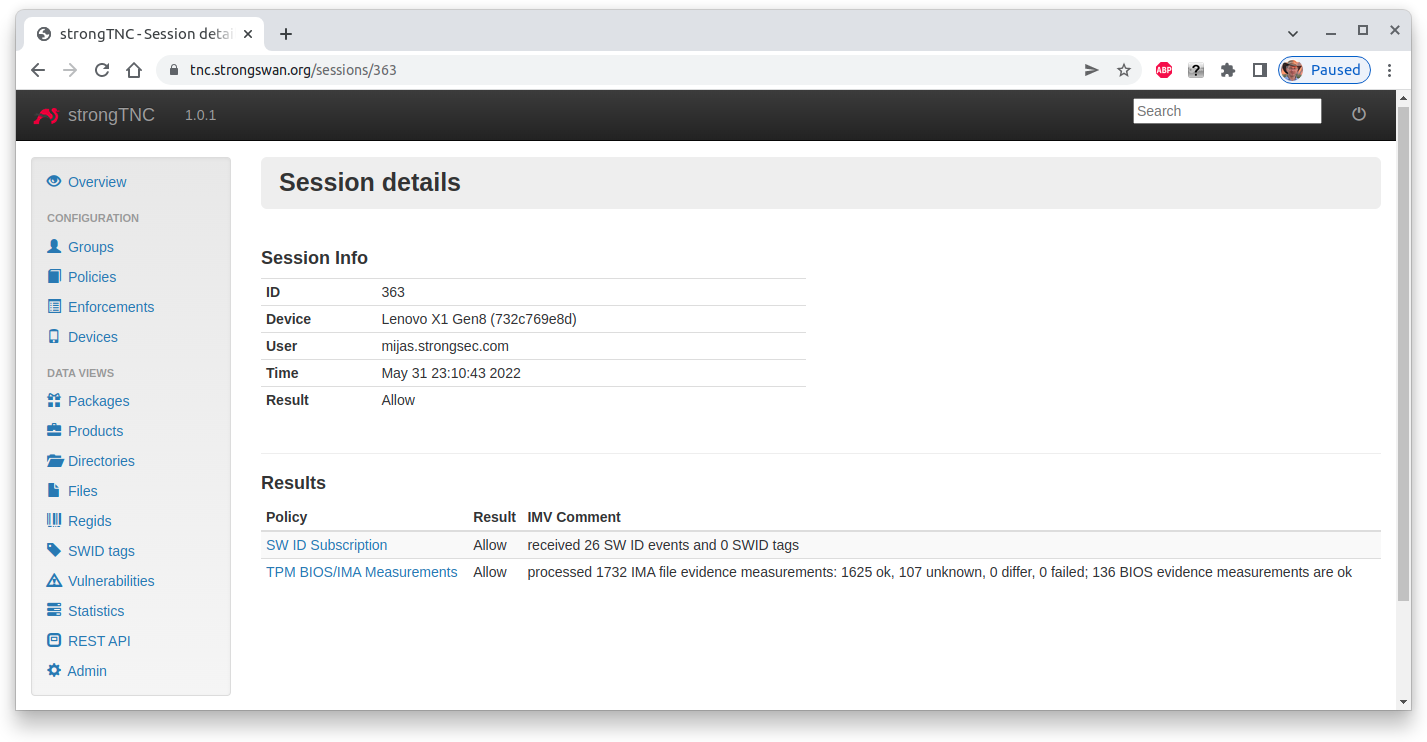 strongTNC - Session detai
tnc.strongswan.org/sessions/363
ABP
?
Paused
strongTNC 1.0.1
Search
Overview
CONFIGURATION
Groups
Policies
Enforcements
Devices
DATA VIEWS
Packages
Products
Directories
Files
Regids
SWID tags
Vulnerabilities
Statistics
REST API
Admin
Session details
Session Info
ID 363
Device Lenovo X1 Gen8 (732c769e8d)
User mijas.strongsec.com
Time May 31 23:10:43 2022
Result Allow
Results
Policy Result IMV Comment
SW ID Subscription Allow received 26 SW ID events and 0 SWID tags
TPM BIOS/IMA Measurements Allow processed 1732 IMA file evidence measurements: 1625 ok, 107 unknown, 0 differ, 0 failed; 136 BIOS evidence measurements are ok